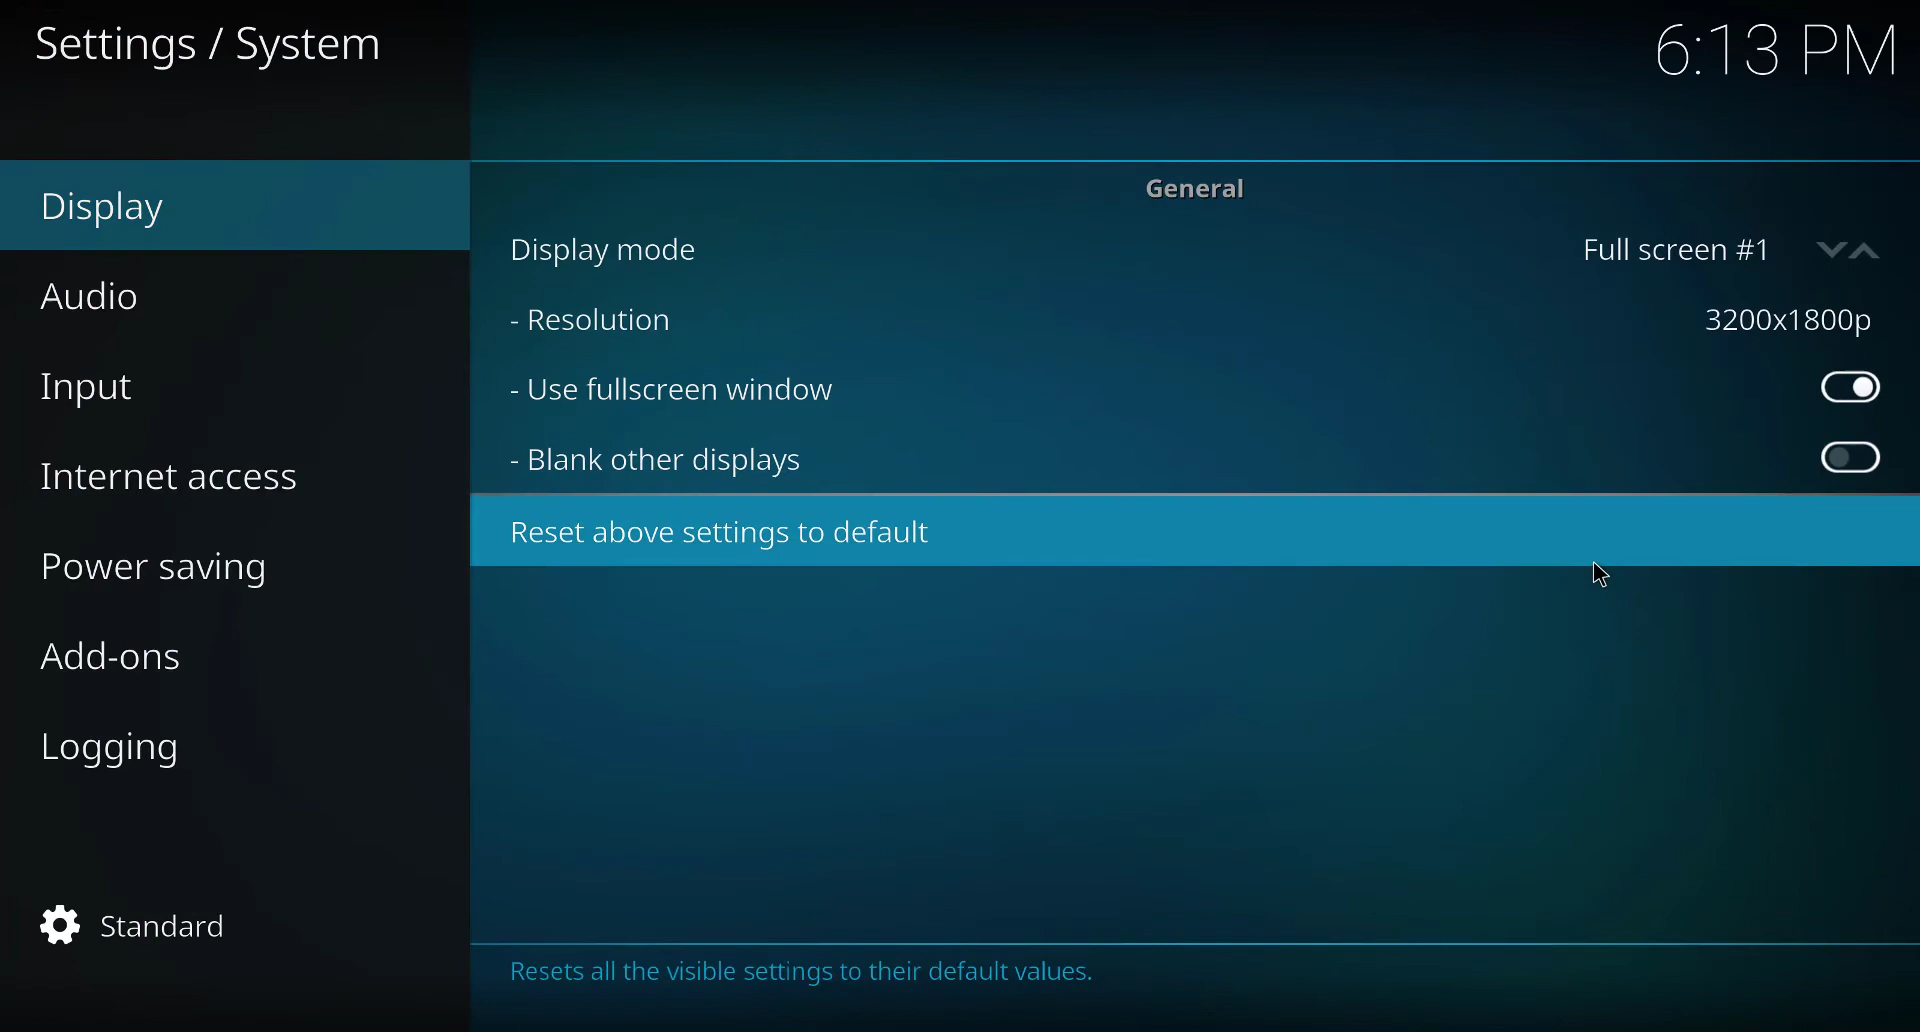 Settings / System
6:13 PM
Display
Audio
Input
Internet access
Power saving
Add-ons
Logging
Standard
General
Display mode Full screen #1
- Resolution 3200x1800p
- Use fullscreen window
- Blank other displays
Reset above settings to default
Resets all the visible settings to their default values.